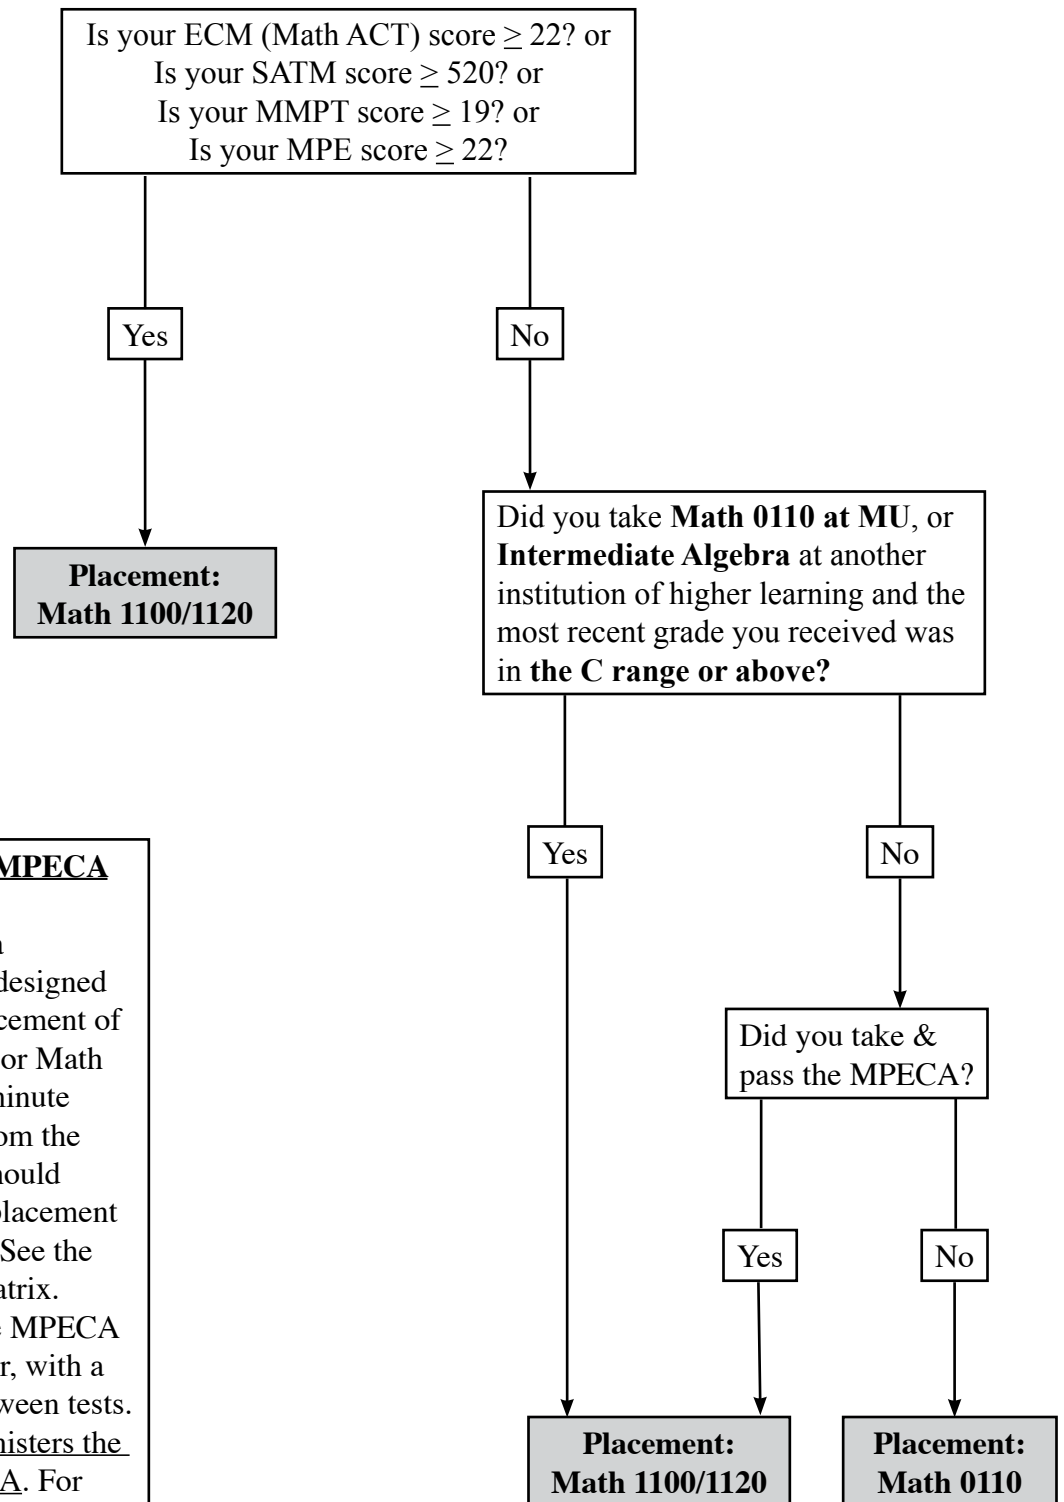 Is your ECM (Math ACT) score ≥ 22? or
Is your SATM score ≥ 520? or
Is your MMPT score ≥ 19? or
Is your MPE score ≥ 22?
Yes
No
Placement:
Math 1100/1120
Did you take Math 0110 at MU, or
Intermediate Algebra at another
institution of higher learning and the
most recent grade you received was
in the C range or above?
Yes
No
Did you take &
pass the MPECA?
Yes
No
Placement:
Math 1100/1120
Placement:
Math 0110
MPECA
a
designed
cement of
or Math
ninute
om the
hould
placement
See the
atrix.
MPECA
r, with a
ween tests.
nisters the
A. For